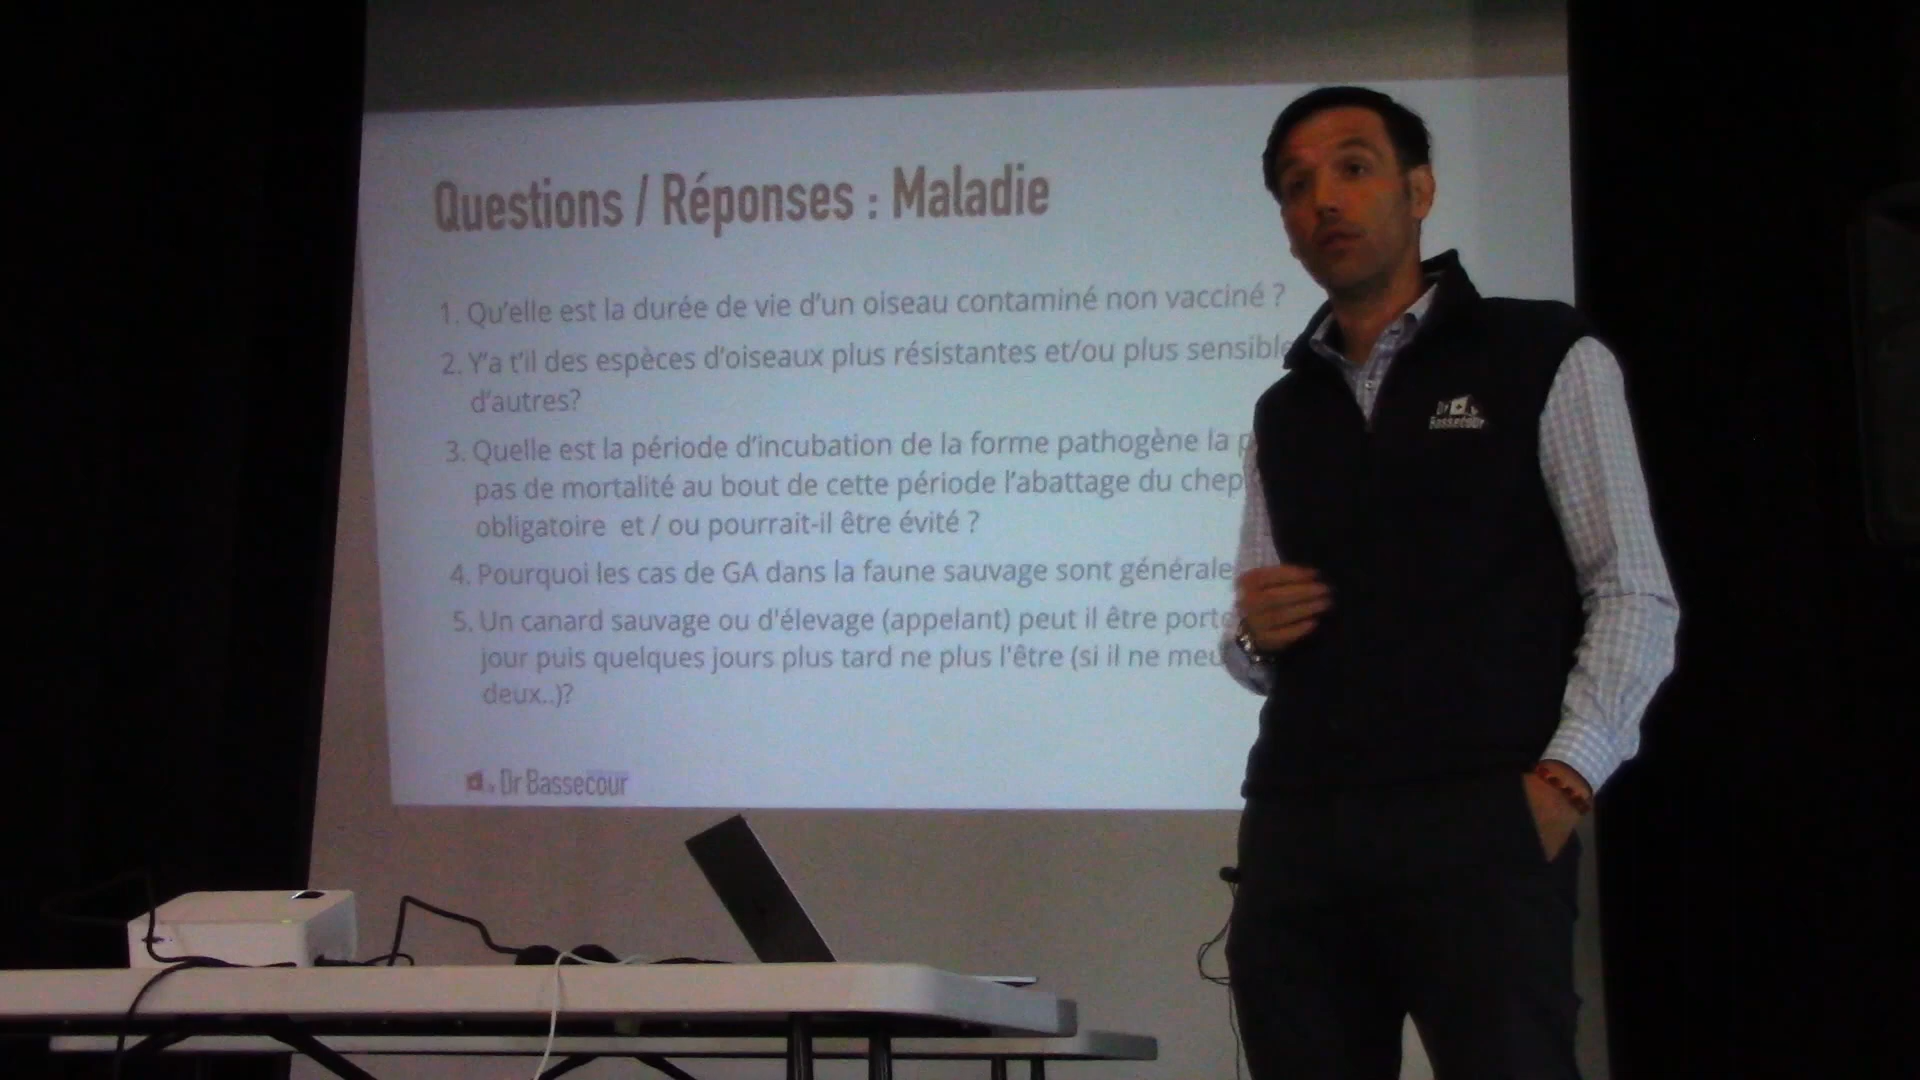 Questions / Réponses : Maladie
1. Qu'elle est la durée de vie d'un oiseau contaminé non vacciné ?
2. Y'a t'il des espèces d'oiseaux plus résistantes et/ou plus sensible
d'autres?
3. Quelle est la période d'incubation de la forme pathogène la p
pas de mortalité au bout de cette période l'abattage du chep
obligatoire et / ou pourrait-il être évité ?
4. Pourquoi les cas de GA dans la faune sauvage sont générale
5. Un canard sauvage ou d'élevage (appelant) peut il être porte
jour puis quelques jours plus tard ne plus l'être (si il ne meu
deux..)?
Dr Bassecour
Dr
Bassecour